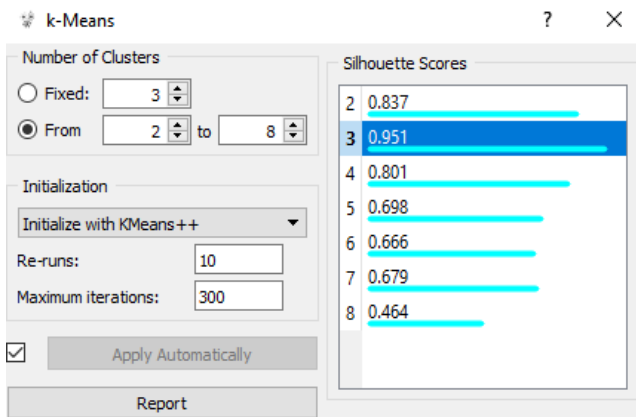 k-Means ? ×
Number of Clusters
Fixed: 3
From 2 to 8
Initialization
Initialize with KMeans++
Re-runs: 10
Maximum iterations: 300
Apply Automatically
Report
Silhouette Scores
2 0.837
3 0.951
4 0.801
5 0.698
6 0.666
7 0.679
8 0.464